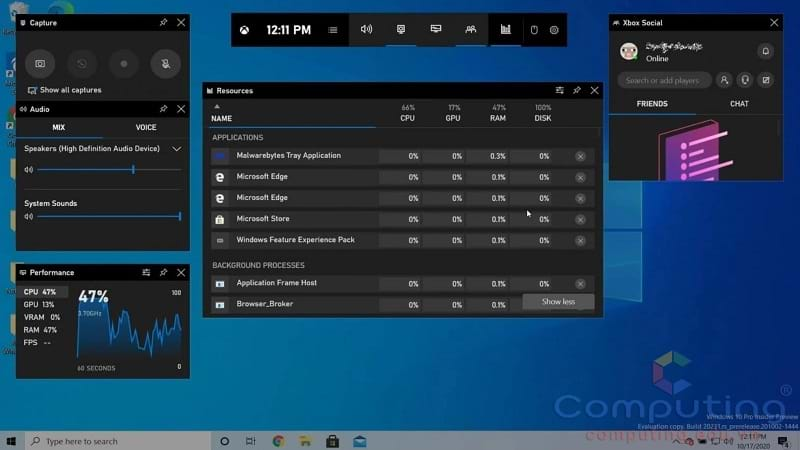 Capture
Show all captures
Audio
MIX VOICE
Speakers (High Definition Audio Device)
System Sounds
Performance
CPU 47%
GPU 13%
VRAM 0%
RAM 47%
FPS --
47%
3.70GHz
100
60 SECONDS 0
12:11 PM
Resources
66% 17% 47% 100%
NAME CPU GPU RAM DISK
APPLICATIONS
Malwarebytes Tray Application 0% 0% 0.3% 0%
Microsoft Edge 0% 0% 0.1% 0%
Microsoft Edge 0% 0% 0.1% 0%
Microsoft Store 0% 0% 0.1% 0%
Windows Feature Experience Pack 0% 0% 0.1% 0%
BACKGROUND PROCESSES
Application Frame Host 0% 0% 0.1% 0%
Browser_Broker 0% 0% 0.1%
Show less
Xbox Social
Online
Search or add players
FRIENDS CHAT
Computing
Windows 10 Pro Insider Preview
Evaluation copy. Build 20231.rs_prerelease.201002-1444
Type here to search
12:11 PM
10/17/2020
4